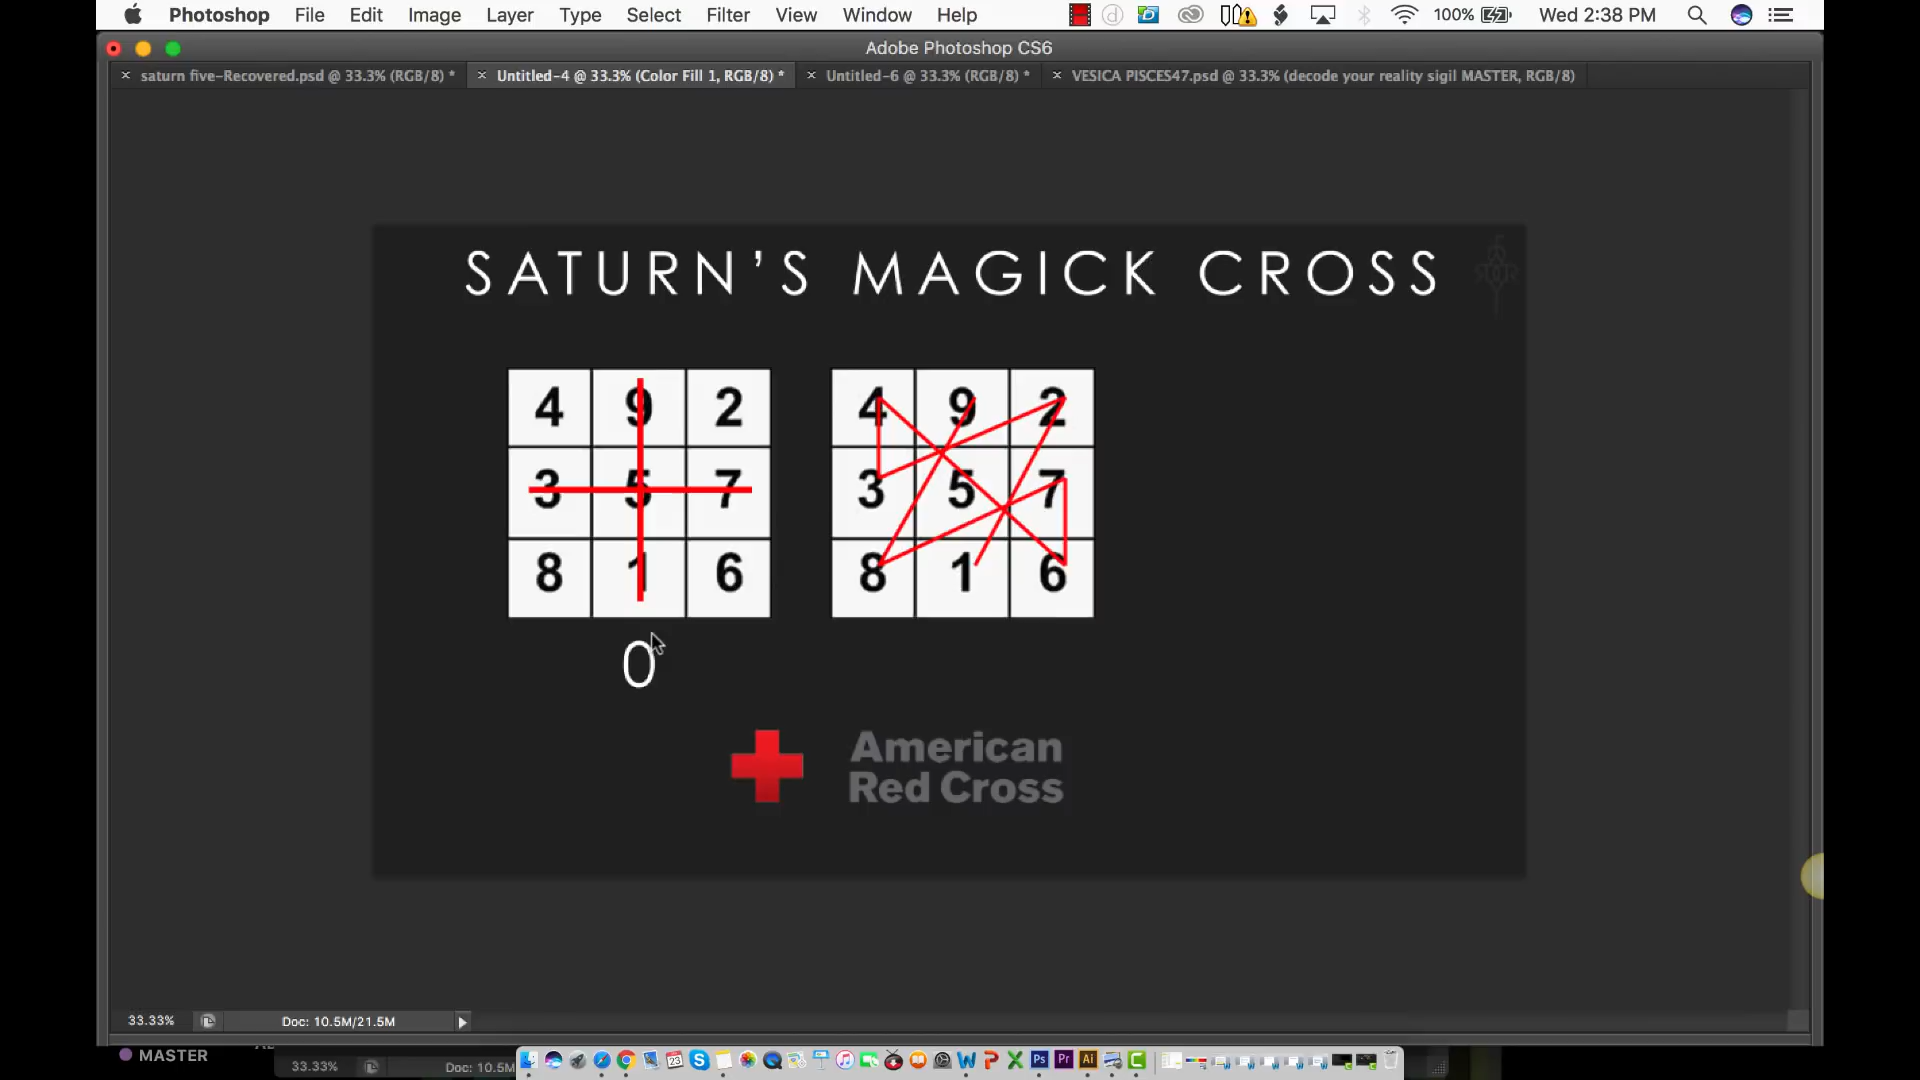 Photoshop File Edit Image Layer Type Select Filter View Window Help 100% Wed 2:38 PM
Adobe Photoshop CS6
saturn five-Recovered.psd @ 33.3% (RGB/8) * Untitled-4 @ 33.3% (Color Fill 1, RGB/8) * Untitled-6 @ 33.3% (RGB/8) * VESICA PISCES47.psd @ 33.3% (decode your reality sigil MASTER, RGB/8)
SATURN'S MAGICK CROSS
4 9 2 4 9 2
3 5 7 3 5 7
8 1 6 8 1 6
0
American
Red Cross
33.33% Doc: 10.5M/21.5M
MASTER 33.33% Doc: 10.5M